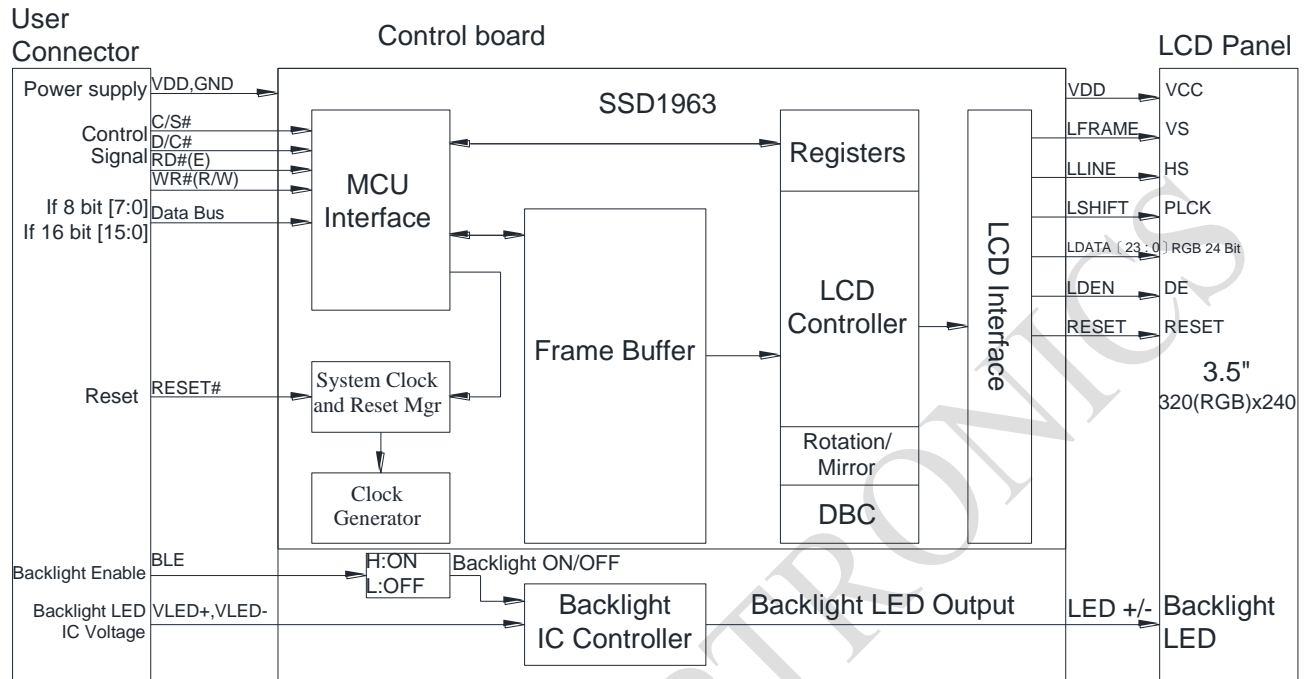 User
Connector
Control board
LCD Panel
Power supply
VDD,GND
Control
Signal
C/S#
D/C#
RD#(E)
WR#(R/W)
If 8 bit [7:0]
If 16 bit [15:0]
Data Bus
Reset
RESET#
Backlight Enable
BLE
Backlight LED
IC Voltage
VLED+,VLED-
SSD1963
MCU
Interface
System Clock
and Reset Mgr
Clock
Generator
Frame Buffer
Registers
LCD
Controller
Rotation/
Mirror
DBC
LCD Interface
H:ON
L:OFF
Backlight ON/OFF
Backlight
IC Controller
Backlight LED Output
VDD
VCC
LFRAME
VS
LLINE
HS
LSHIFT
PLCK
LDATA〔23:0〕
RGB 24 Bit
LDEN
DE
RESET
RESET
3.5"
320(RGB)x240
LED +/-
Backlight
LED